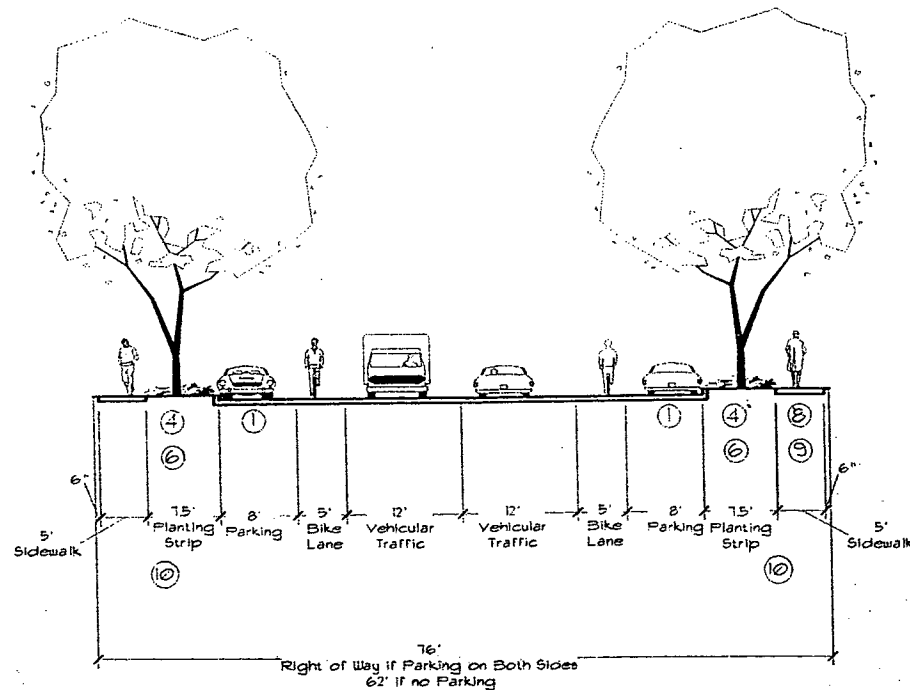 4
6
1
1
4
6
8
9
6"
6"
5'
Sidewalk
7.5'
Planting
Strip
8'
Parking
5'
Bike
Lane
12'
Vehicular
Traffic
12'
Vehicular
Traffic
5'
Bike
Lane
8'
Parking
7.5'
Planting
Strip
5'
Sidewalk
10
10
76'
Right of Way if Parking on Both Sides
62' if no Parking